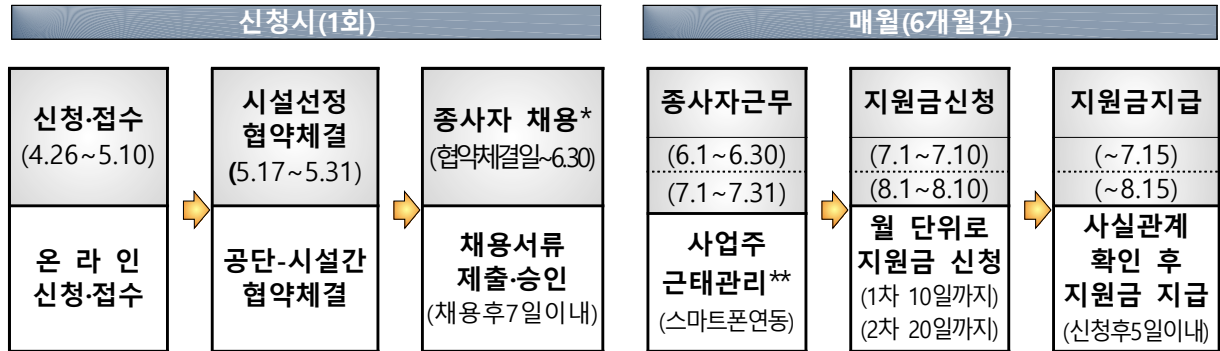 신청시(1회)
신청·접수
(4.26~5.10)
온 라 인
신청·접수
시설선정
협약체결
(5.17~5.31)
공단-시설간
협약체결
종사자 채용*
(협약체결일~6.30)
채용서류
제출·승인
(채용후7일이내)
매월(6개월간)
종사자근무
(6.1~6.30)
(7.1~7.31)
사업주
근태관리**
(스마트폰연동)
지원금신청
(7.1~7.10)
(8.1~8.10)
월 단위로
지원금 신청
(1차 10일까지)
(2차 20일까지)
지원금지급
(~7.15)
(~8.15)
사실관계
확인 후
지원금 지급
(신청후5일이내)